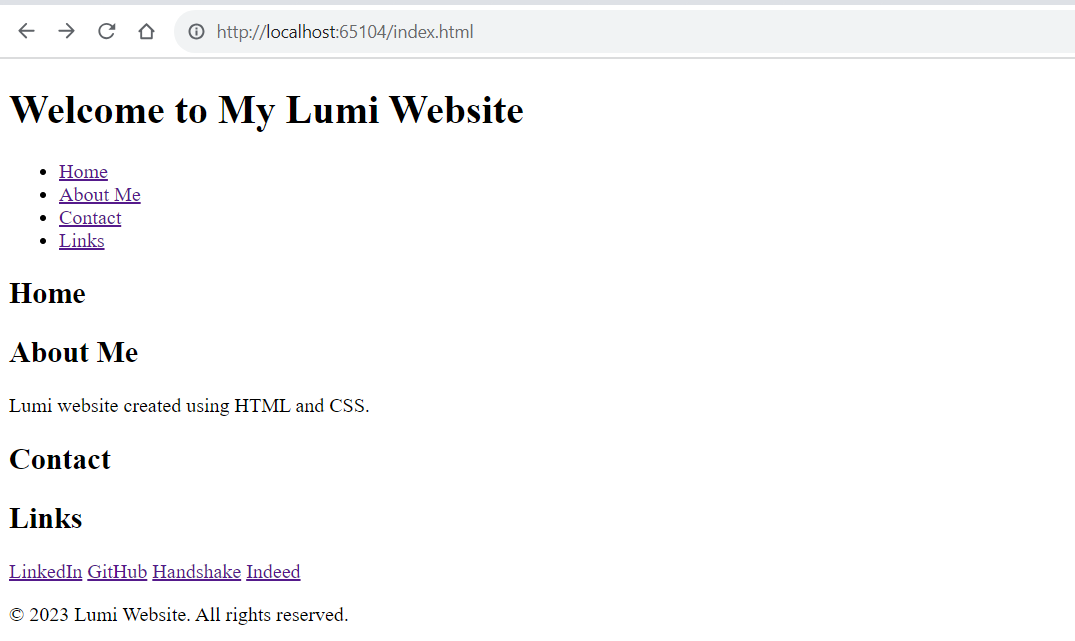 http://localhost:65104/index.html
Welcome to My Lumi Website
Home
About Me
Contact
Links
Home
About Me
Lumi website created using HTML and CSS.
Contact
Links
LinkedIn GitHub Handshake Indeed
© 2023 Lumi Website. All rights reserved.